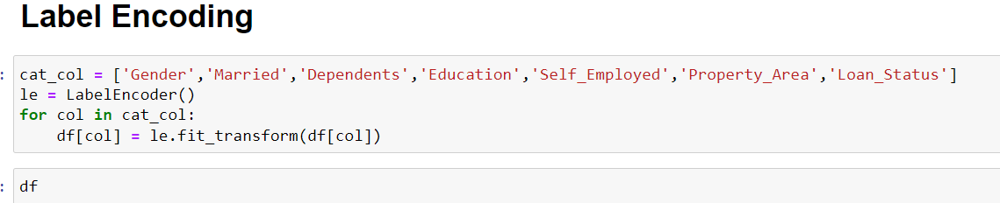 Label Encoding
: cat_col = ['Gender','Married','Dependents','Education','Self_Employed','Property_Area','Loan_Status']
le = LabelEncoder()
for col in cat_col:
    df[col] = le.fit_transform(df[col])
: df